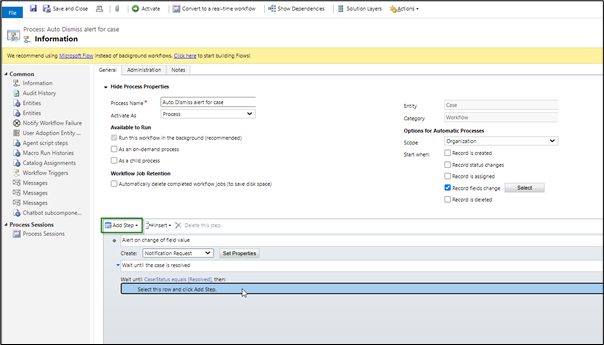 File
Save
Save and Close
Activate
Convert to a real-time workflow
Show Dependencies
Solution Layers
Actions
Process: Auto Dismiss alert for case
Information
We recommend using Microsoft Flow instead of background workflows. Click here to start building Flows!
Common
Information
Audit History
Entities
Entities
Notify Workflow Failure
User Adoption Entity ...
Agent script steps
Macro Run Histories
Catalog Assignments
Workflow Triggers
Messages
Messages
Chatbot subcompone...
Process Sessions
Process Sessions
General
Administration
Notes
Hide Process Properties
Process Name *
Auto Dismiss alert for case
Activate As
Process
Available to Run
Run this workflow in the background (recommended)
As an on-demand process
As a child process
Workflow Job Retention
Automatically delete completed workflow jobs (to save disk space)
Entity
Case
Category
Workflow
Options for Automatic Processes
Scope
Organization
Start when:
Record is created
Record status changes
Record is assigned
Record fields change
Select
Record is deleted
Add Step
Insert
Delete this step.
Alert on change of field value
Create:
Notification Request
Set Properties
Wait until the case is resolved
Wait until CaseStatus equals [Resolved], then:
Select this row and click Add Step.